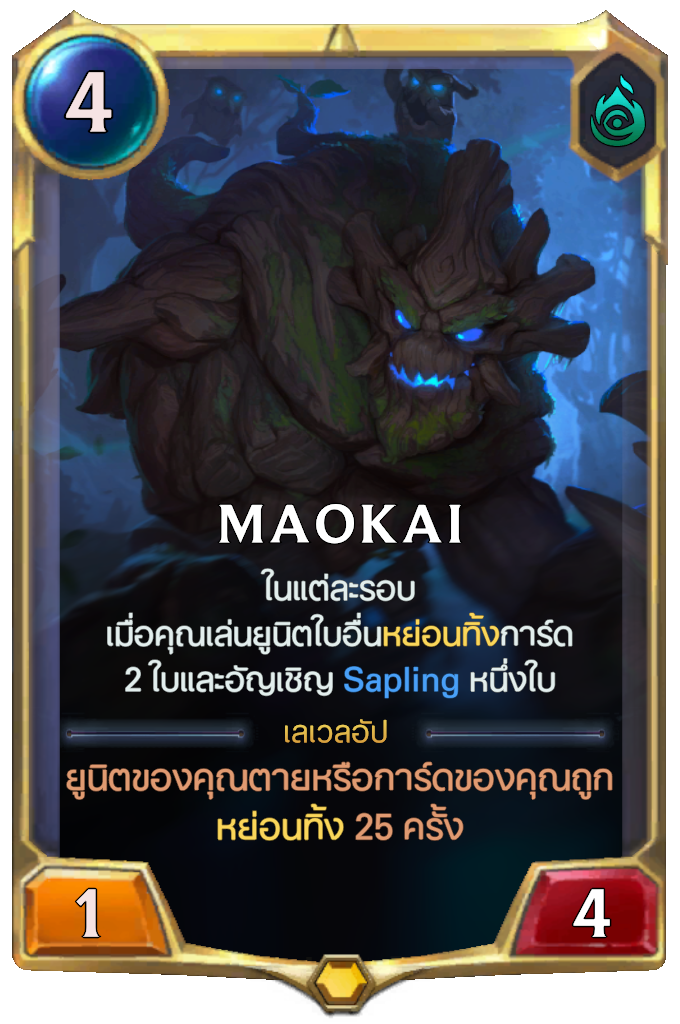 4
MAOKAI
ในแต่ละรอบ
เมื่อคุณเล่นยูนิตใบอื่นหย่อนทิ้งการ์ด
2 ใบและอัญเชิญ Sapling หนึ่งใบ
เลเวลอัป
ยูนิตของคุณตายหรือการ์ดของคุณถูก
หย่อนทิ้ง 25 ครั้ง
1
4